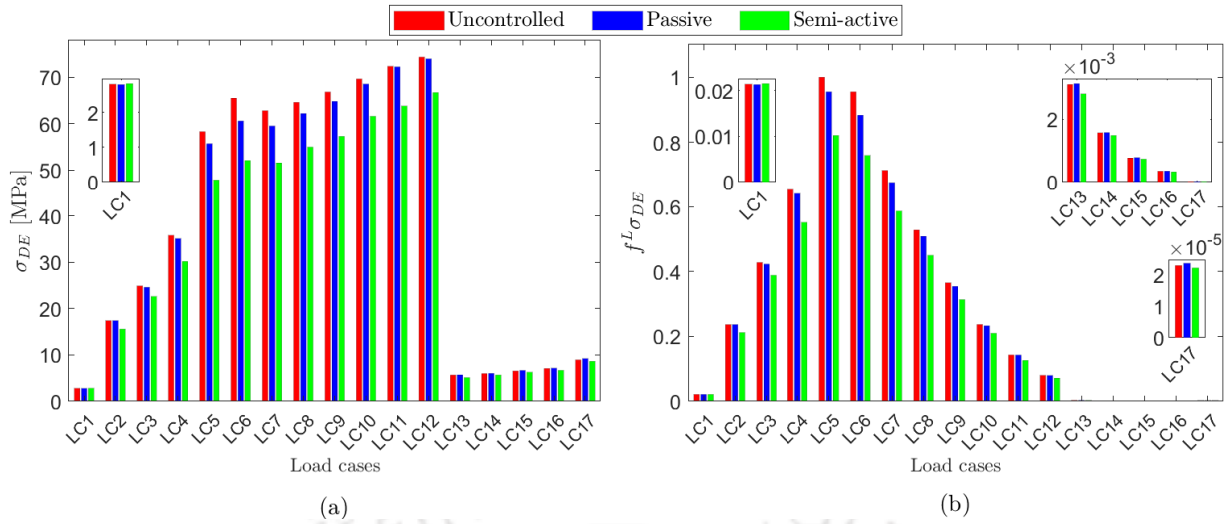 Uncontrolled Passive Semi-active
70
60
50
40
30
20
10
0
σ_DE [MPa]
2
1
0
LC1
LC1 LC2 LC3 LC4 LC5 LC6 LC7 LC8 LC9 LC10 LC11 LC12 LC13 LC14 LC15 LC16 LC17
Load cases
(a)
1
0.8
0.6
0.4
0.2
0
f^L σ_DE
0.02
0.01
0
LC1
×10^-3
2
0
LC13 LC14 LC15 LC16 LC17
×10^-5
2
1
0
LC17
LC1 LC2 LC3 LC4 LC5 LC6 LC7 LC8 LC9 LC10 LC11 LC12 LC13 LC14 LC15 LC16 LC17
Load cases
(b)